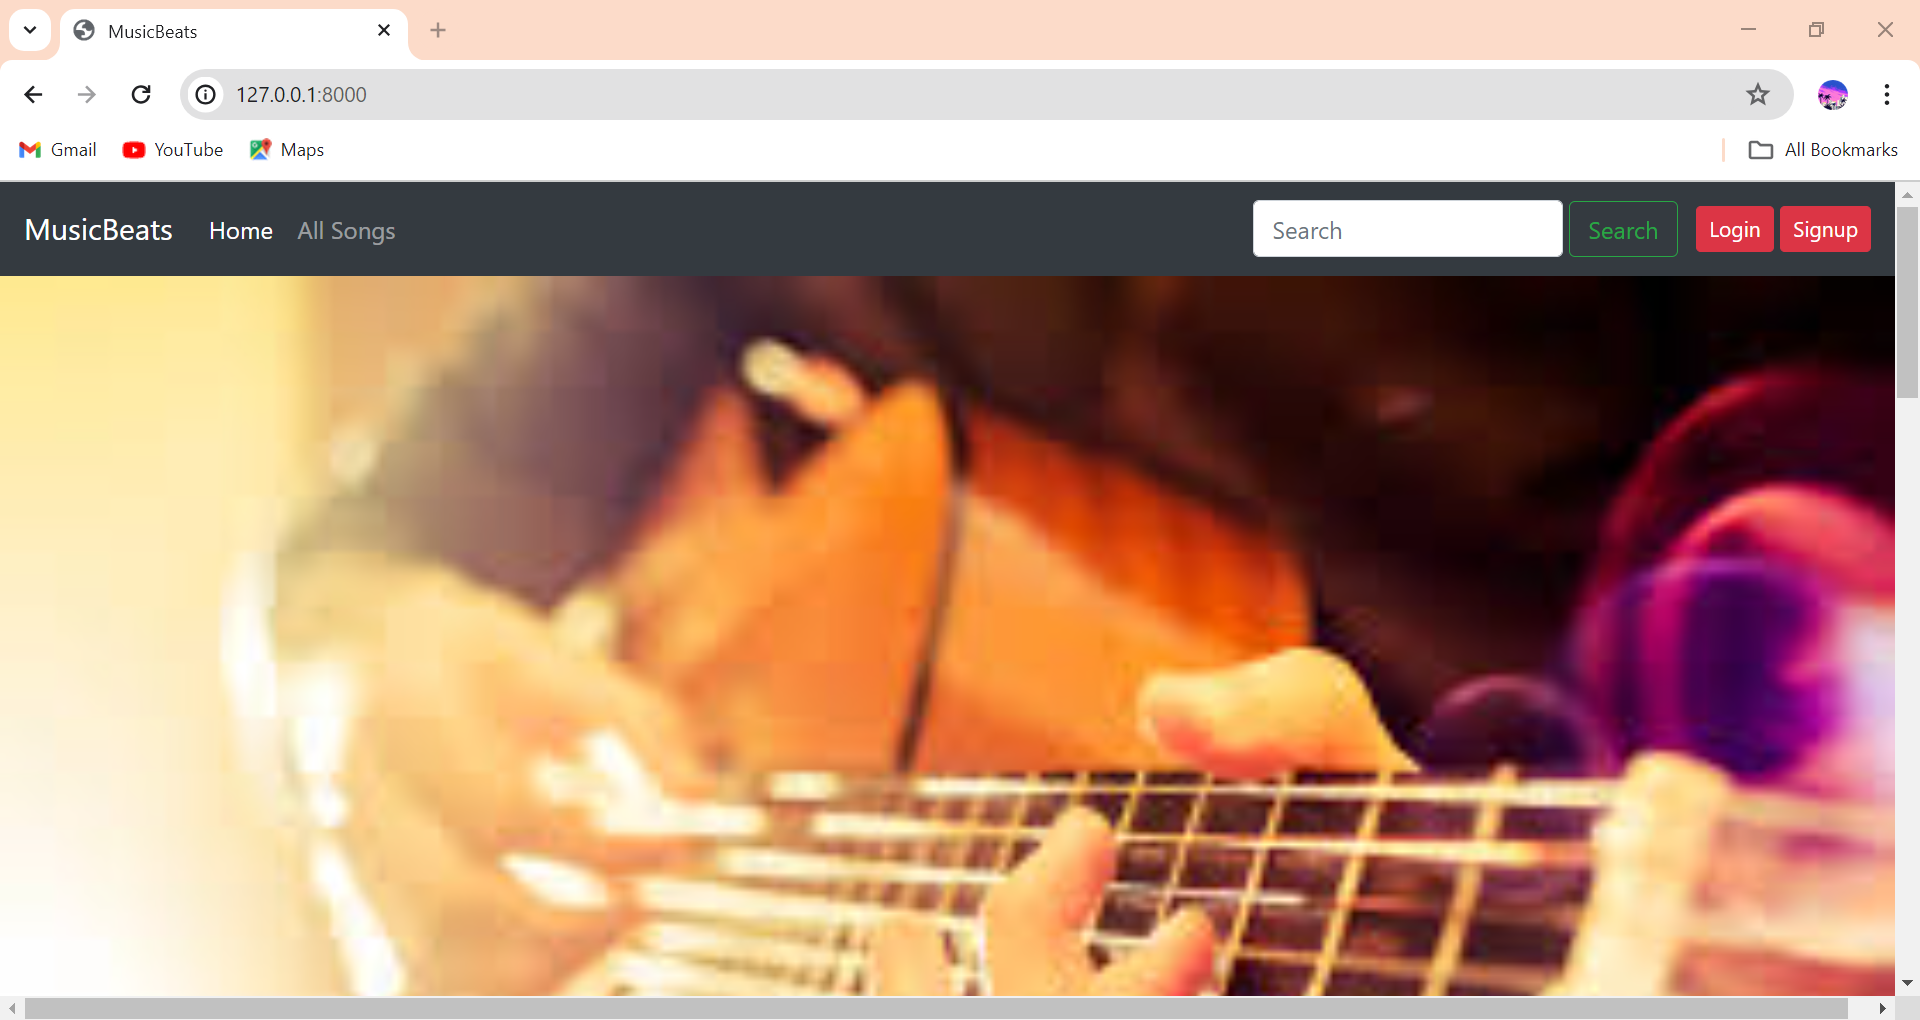 MusicBeats
127.0.0.1:8000
Gmail YouTube Maps All Bookmarks
MusicBeats Home All Songs Search Search Login Signup